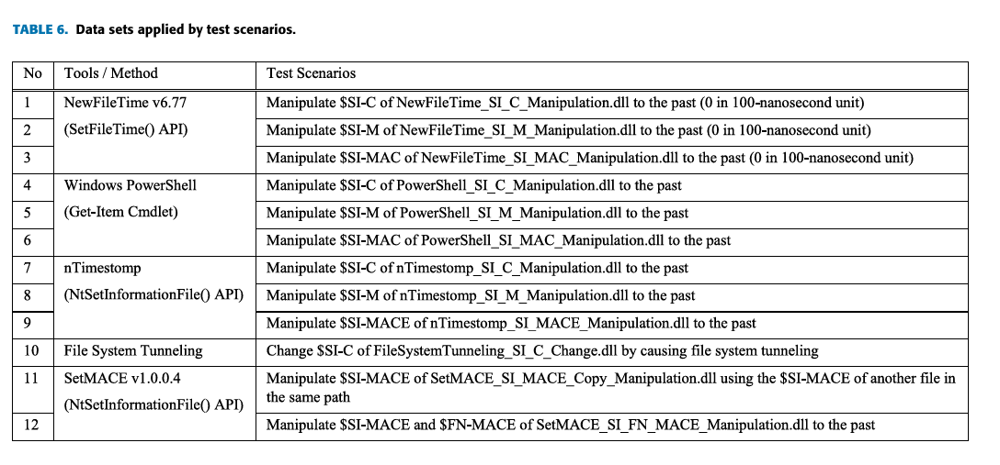 TABLE 6. Data sets applied by test scenarios.
No Tools / Method Test Scenarios
1 NewFileTime v6.77 Manipulate $SI-C of NewFileTime_SI_C_Manipulation.dll to the past (0 in 100-nanosecond unit)
2 (SetFileTime() API) Manipulate $SI-M of NewFileTime_SI_M_Manipulation.dll to the past (0 in 100-nanosecond unit)
3 Manipulate $SI-MAC of NewFileTime_SI_MAC_Manipulation.dll to the past (0 in 100-nanosecond unit)
4 Windows PowerShell Manipulate $SI-C of PowerShell_SI_C_Manipulation.dll to the past
5 (Get-Item Cmdlet) Manipulate $SI-M of PowerShell_SI_M_Manipulation.dll to the past
6 Manipulate $SI-MAC of PowerShell_SI_MAC_Manipulation.dll to the past
7 nTimestomp Manipulate $SI-C of nTimestomp_SI_C_Manipulation.dll to the past
8 (NtSetInformationFile() API) Manipulate $SI-M of nTimestomp_SI_M_Manipulation.dll to the past
9 Manipulate $SI-MACE of nTimestomp_SI_MACE_Manipulation.dll to the past
10 File System Tunneling Change $SI-C of FileSystemTunneling_SI_C_Change.dll by causing file system tunneling
11 SetMACE v1.0.0.4 Manipulate $SI-MACE of SetMACE_SI_MACE_Copy_Manipulation.dll using the $SI-MACE of another file in
(NtSetInformationFile() API) the same path
12 Manipulate $SI-MACE and $FN-MACE of SetMACE_SI_FN_MACE_Manipulation.dll to the past